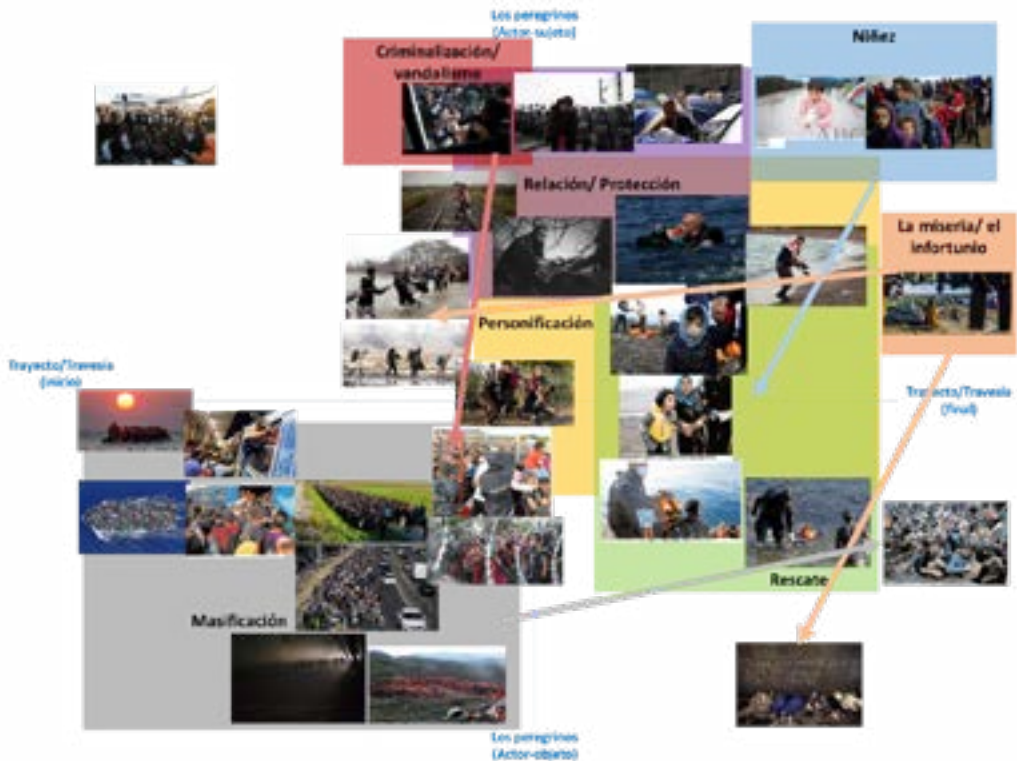 Los peregrinos
(Actor-sujeto)
Criminalización/
vandalismo
Niñez
Relación/ Protección
La miseria/ el
infortunio
Personificación
Trayecto/Travesía
(inicio)
Trayecto/Travesía
(final)
Rescate
Masificación
Los peregrinos
(Actor-objeto)